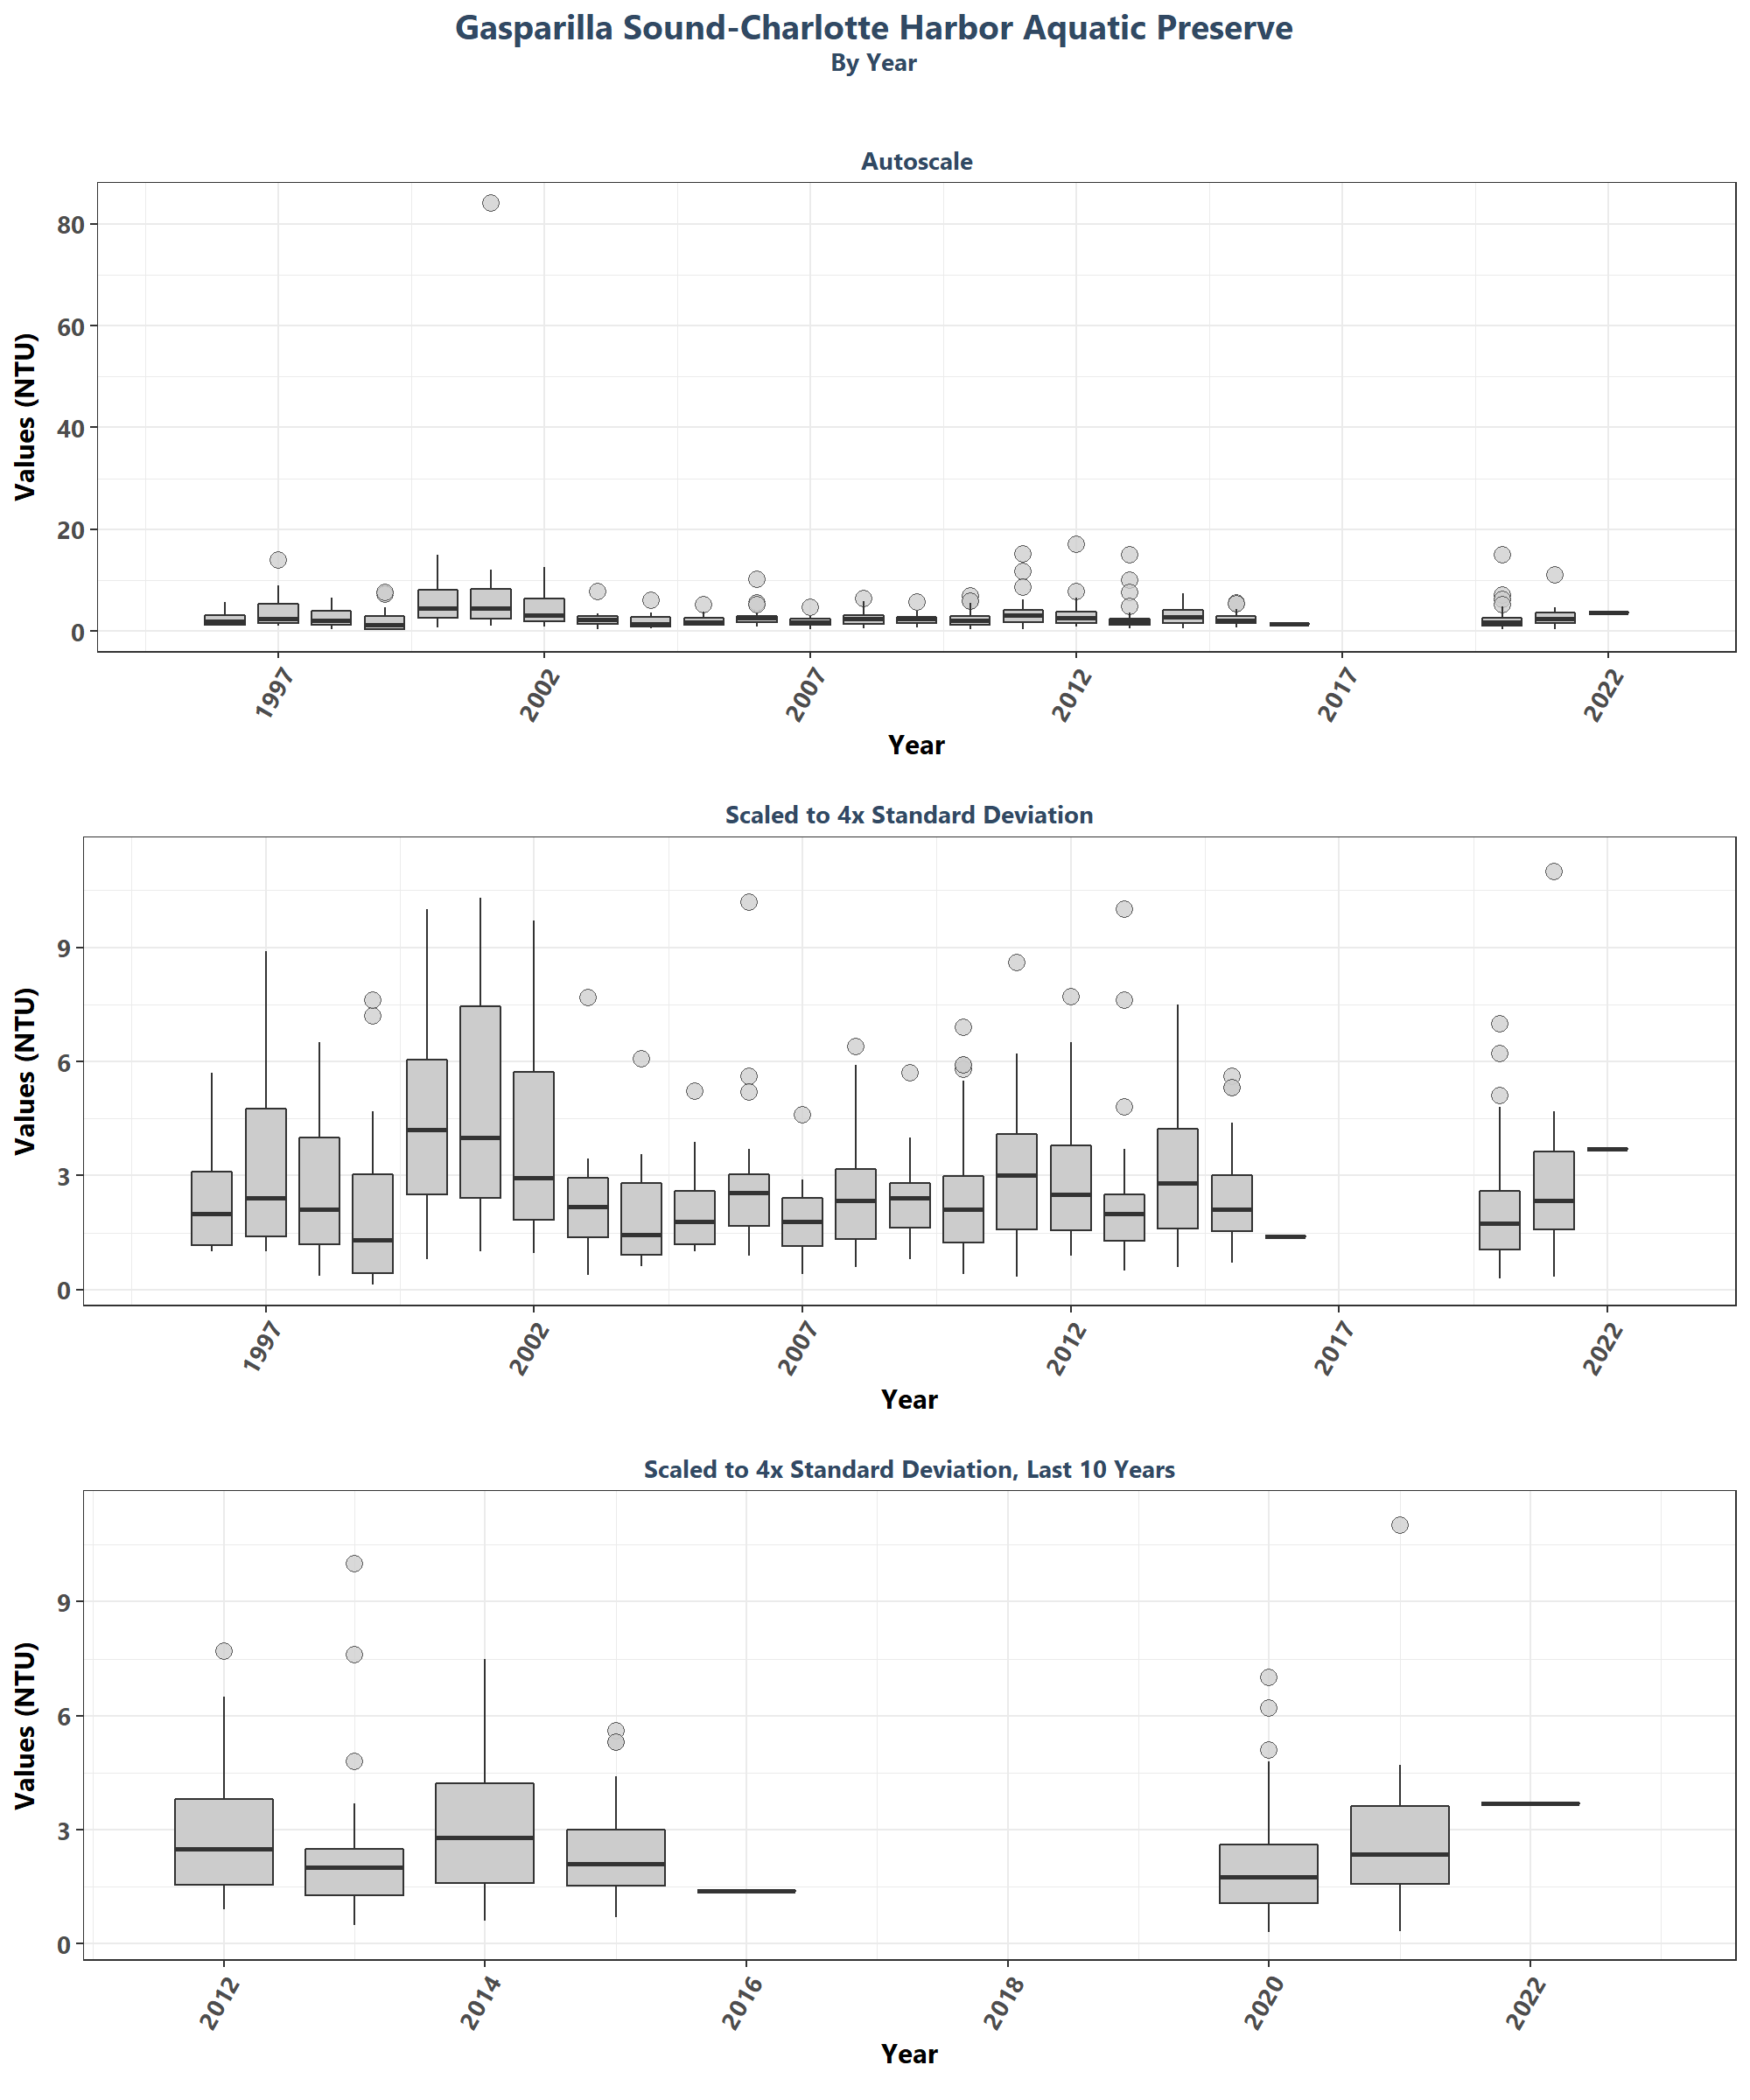 Gasparilla Sound-Charlotte Harbor Aquatic Preserve
By Year
Autoscale
Values (NTU)
80
60
40
20
0
1997
2002
2007
2012
2017
2022
Year
Scaled to 4x Standard Deviation
Values (NTU)
9
6
3
0
1997
2002
2007
2012
2017
2022
Year
Scaled to 4x Standard Deviation, Last 10 Years
Values (NTU)
9
6
3
0
2012
2014
2016
2018
2020
2022
Year